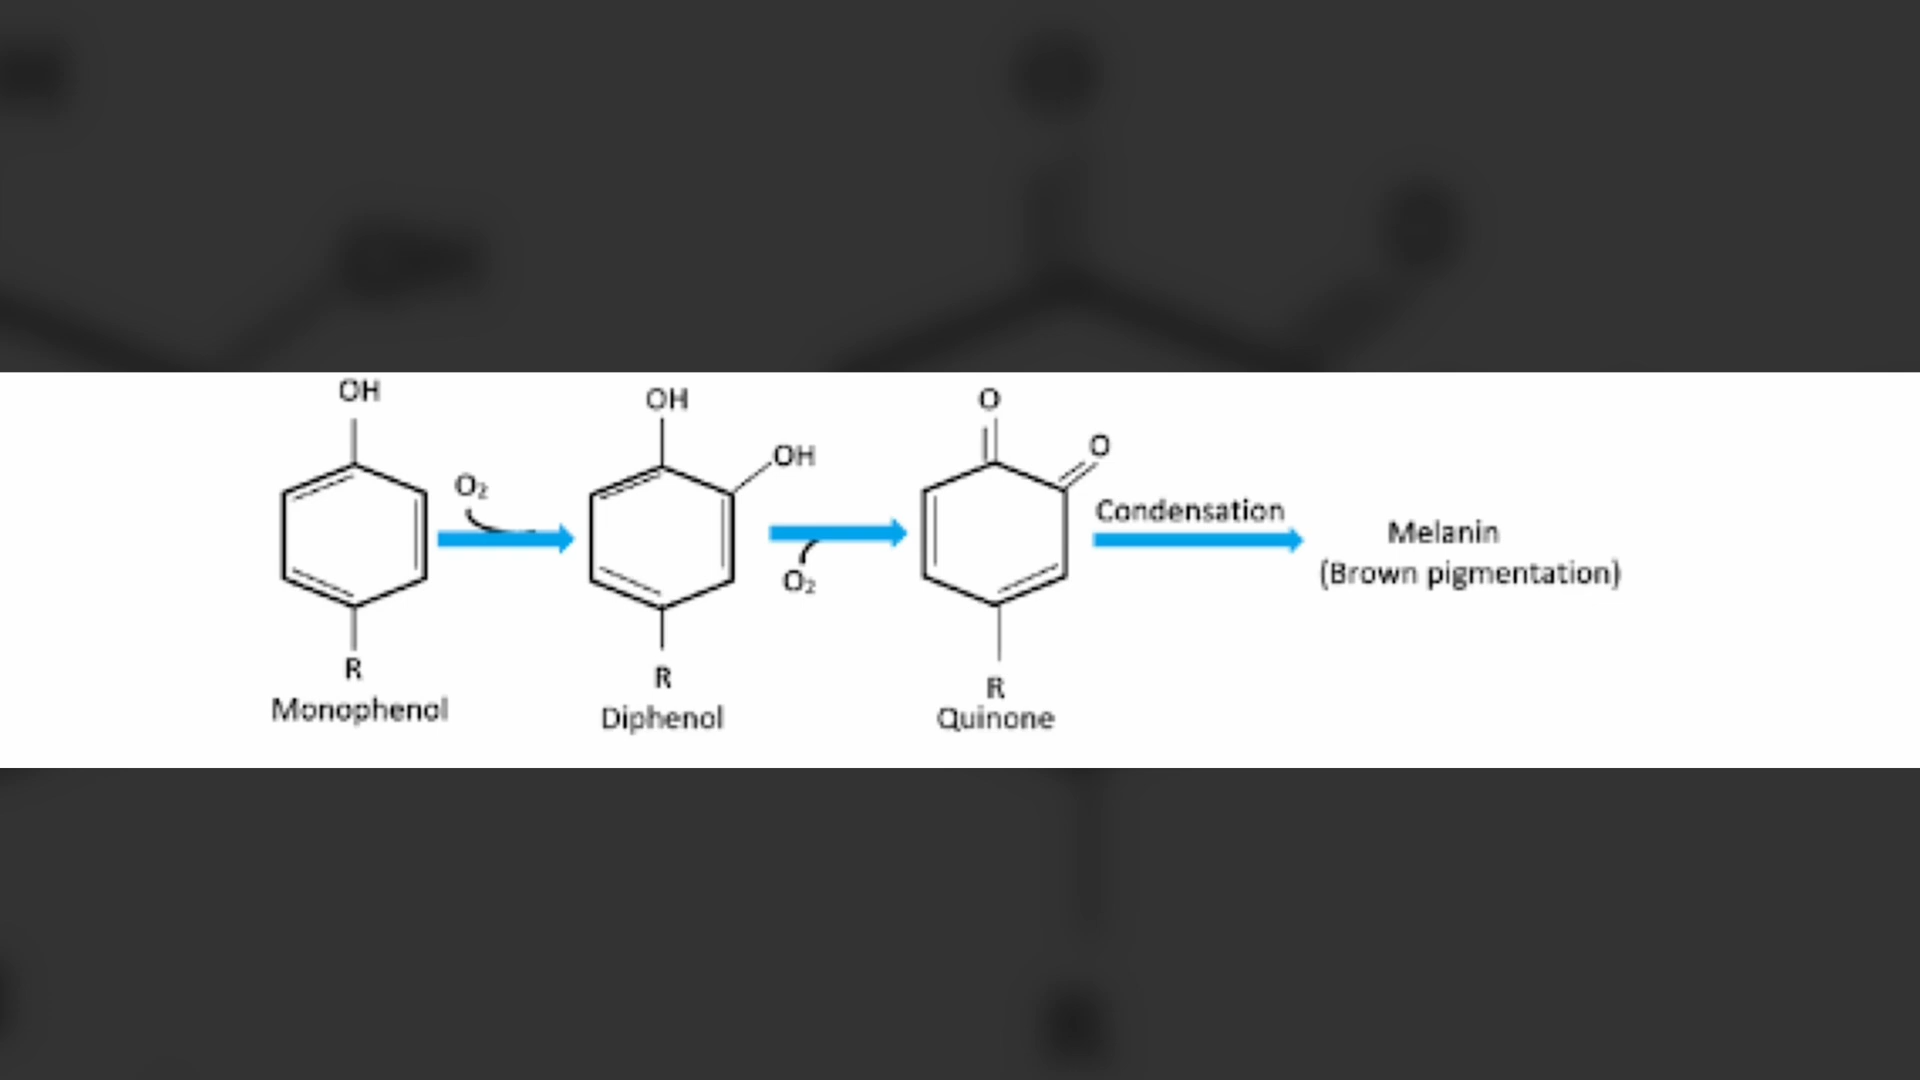 OH
R
Monophenol
O₂
OH
OH
R
Diphenol
O₂
O
O
R
Quinone
Condensation
Melanin
(Brown pigmentation)